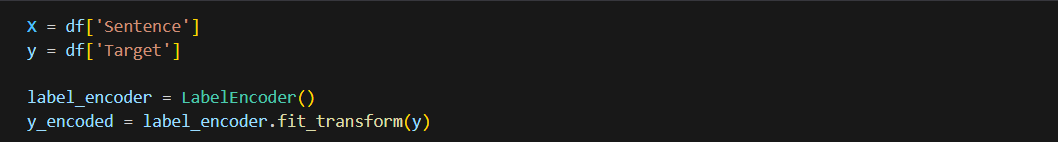 X = df['Sentence']
y = df['Target']
label_encoder = LabelEncoder()
y_encoded = label_encoder.fit_transform(y)